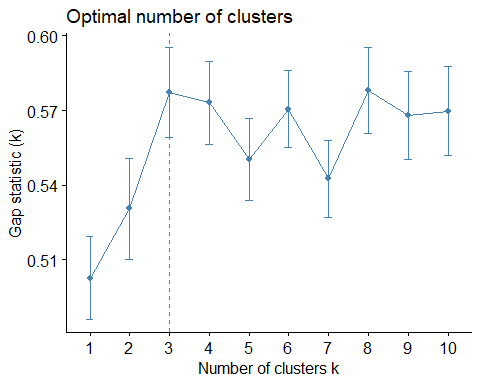 Optimal number of clusters
Gap statistic (k)
0.60
0.57
0.54
0.51
1 2 3 4 5 6 7 8 9 10
Number of clusters k